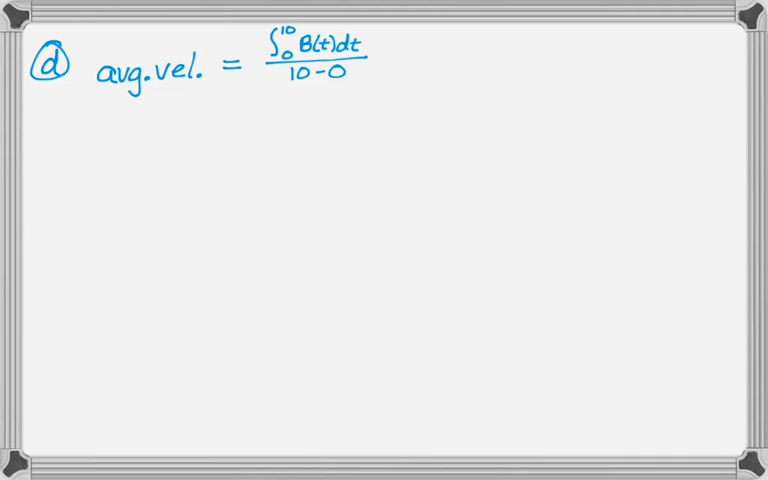 ⓓ avg. vel. = ∫₀¹⁰ B(t)dt / 10 - 0